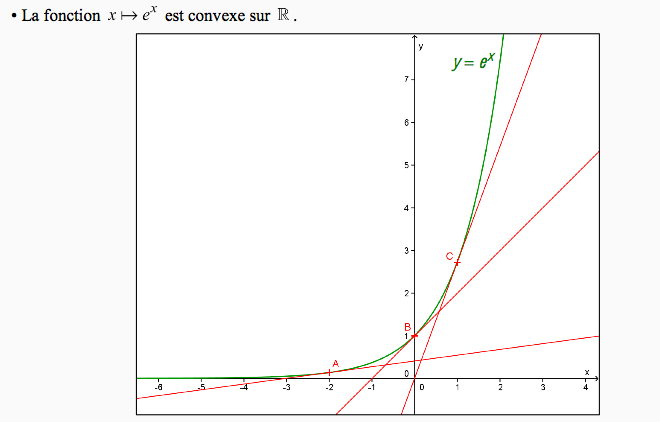 • La fonction x ↦ e^x est convexe sur ℝ.
y
y = e^x
7
6
5
4
C
3
2
B
1
A
0
x
-6 -5 -4 -3 -2 -1 0 1 2 3 4